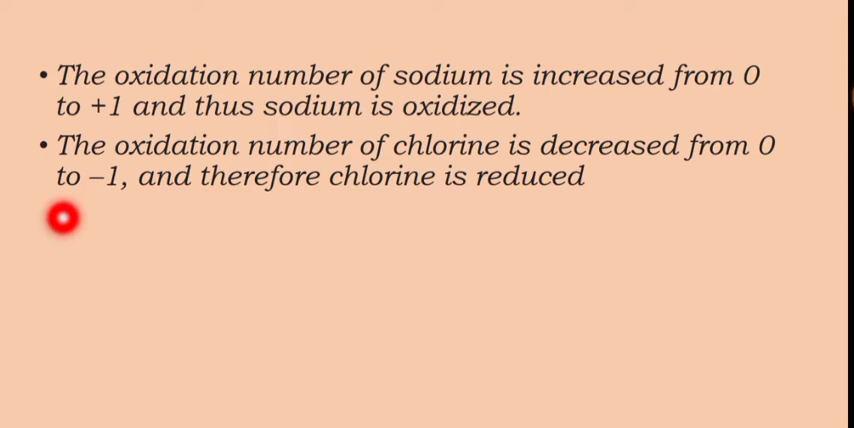 • The oxidation number of sodium is increased from 0
to +1 and thus sodium is oxidized.
• The oxidation number of chlorine is decreased from 0
to –1, and therefore chlorine is reduced